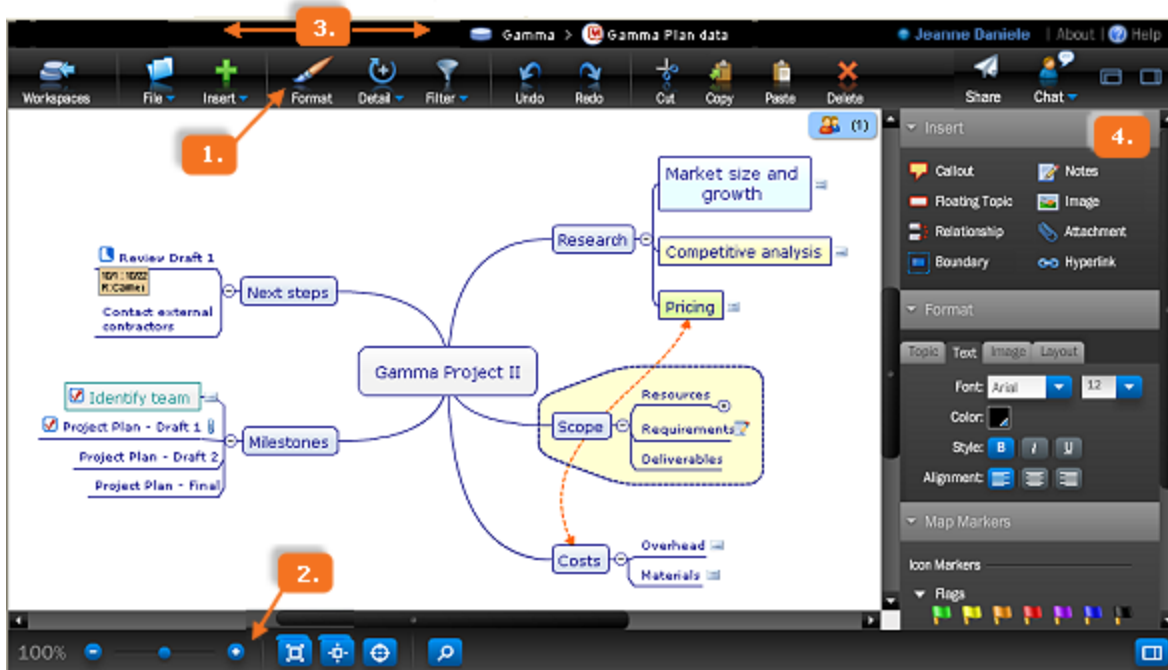 3.
Gamma > Gamma Plan data
Jeanne Daniele | About | Help
Workspaces File Insert Format Detail Filter Undo Redo Cut Copy Paste Delete Share Chat
1.
(1)
Insert
4.
Callout Notes
Floating Topic Image
Relationship Attachment
Boundary Hyperlink
Format
Topic Text Image Layout
Font: Arial 12
Color:
Style: B I U
Alignment:
Map Markers
Icon Markers
Flags
Market size and
growth
Research
Competitive analysis
Pricing
Review Draft 1
Next steps
Contact external
contractors
Gamma Project II
Identify team
Project Plan - Draft 1
Milestones
Project Plan - Draft 2
Project Plan - Final
Resources
Scope
Requirements
Deliverables
Overhead
Costs
Materials
2.
100%